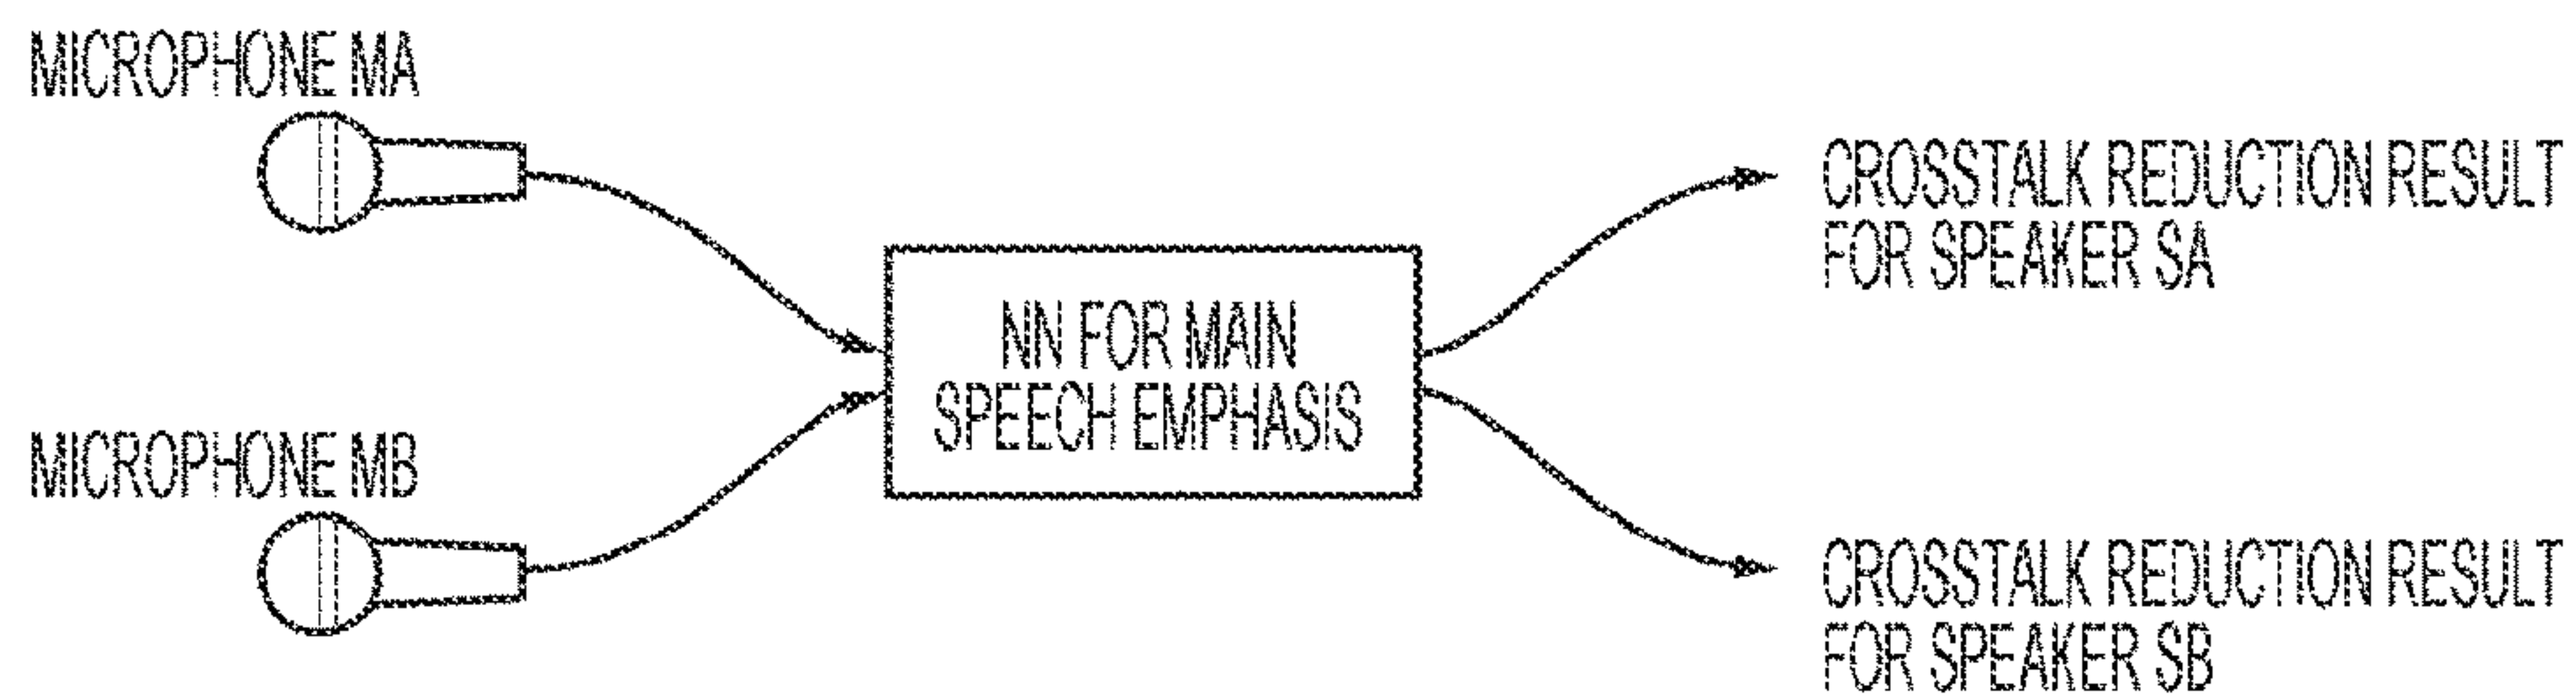 MICROPHONE MA
MICROPHONE MB
NN FOR MAIN
SPEECH EMPHASIS
CROSSTALK REDUCTION RESULT
FOR SPEAKER SA
CROSSTALK REDUCTION RESULT
FOR SPEAKER SB